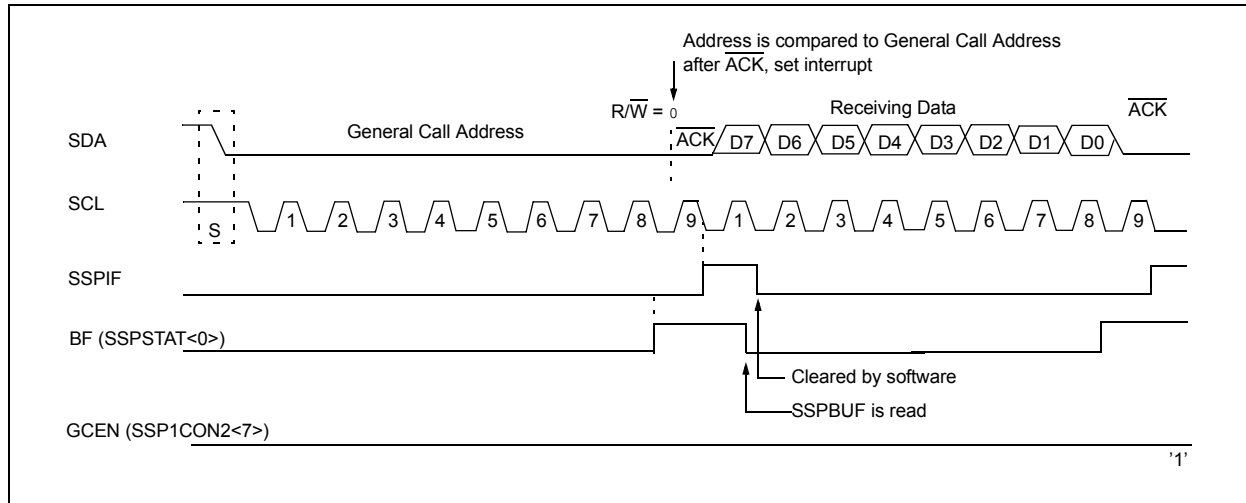 Address is compared to General Call Address
after ACK, set interrupt
R/W = 0
Receiving Data
ACK
General Call Address
SDA
ACK
D7 D6 D5 D4 D3 D2 D1 D0
SCL
S
1 2 3 4 5 6 7 8 9 1 2 3 4 5 6 7 8 9
SSPIF
BF (SSPSTAT<0>)
Cleared by software
SSPBUF is read
GCEN (SSP1CON2<7>)
'1'